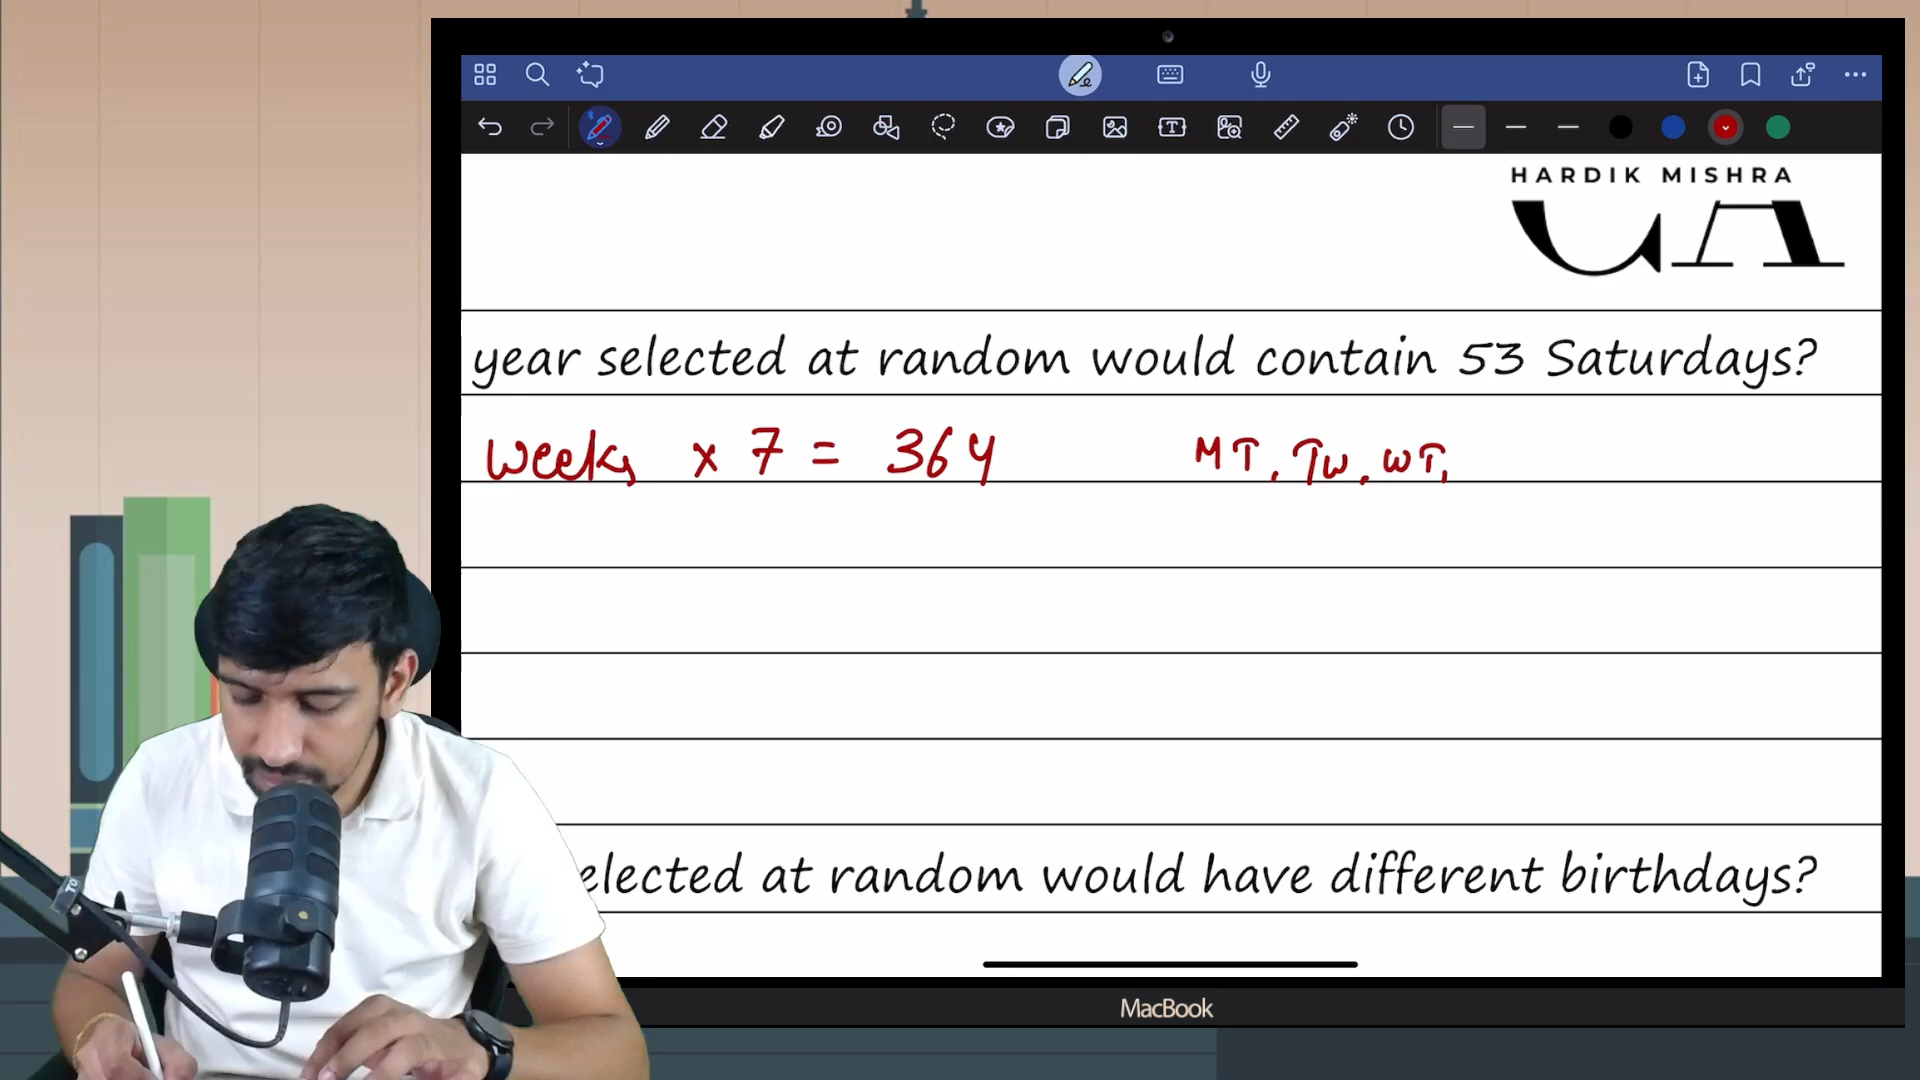 HARDIK MISHRA
CA
year selected at random would contain 53 Saturdays?
weeks x 7 = 364 MT, TW, WT,
elected at random would have different birthdays?
MacBook